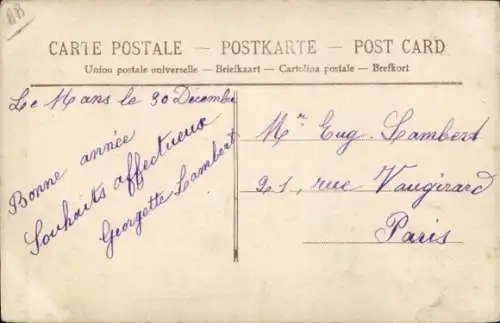 88
CARTE POSTALE — POSTKARTE — POST CARD
Union postale universelle — Briefkaart — Cartolina postale — Brefkort
Le Mans le 30 Décembre
Bonne année
Souhaits affectueux
Georgette Lambert
Mr Eug. Lambert
21, rue Vaugirard
Paris